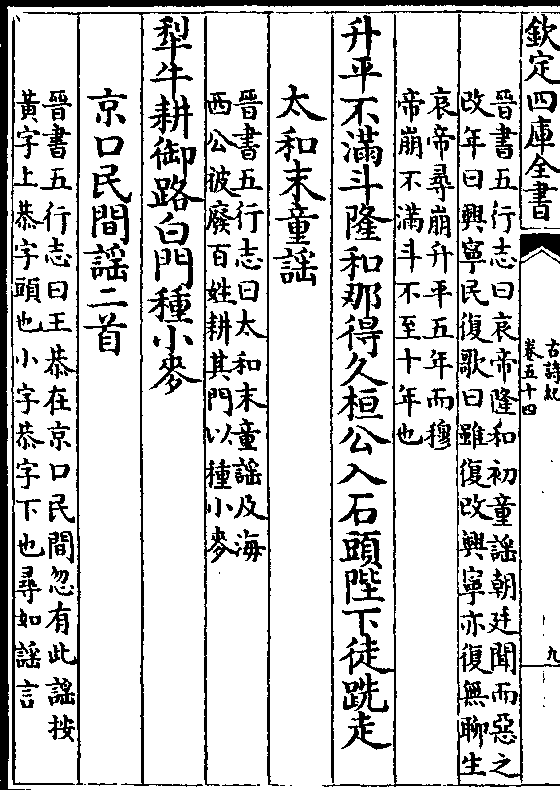 欽定四庫全書
古詩紀
卷五十四
九
晉書五行志曰哀帝隆和初童謠朝廷聞而惡之
改年曰興寧民復歌曰雖復改興寧亦復無聊生
哀帝尋崩升平五年而穆
帝崩不滿斗不至十年也
升平不滿斗隆和那得久桓公入石頭陛下徒跣走
太和末童謠
晉書五行志曰太和末童謠及海
西公被廢百姓耕其門以種小麥
犁牛耕御路白門種小麥
京口民間謠二首
晉書五行志曰王恭在京口民間忽有此謠按
黃字上恭字頭也小字恭字下也尋如謠言